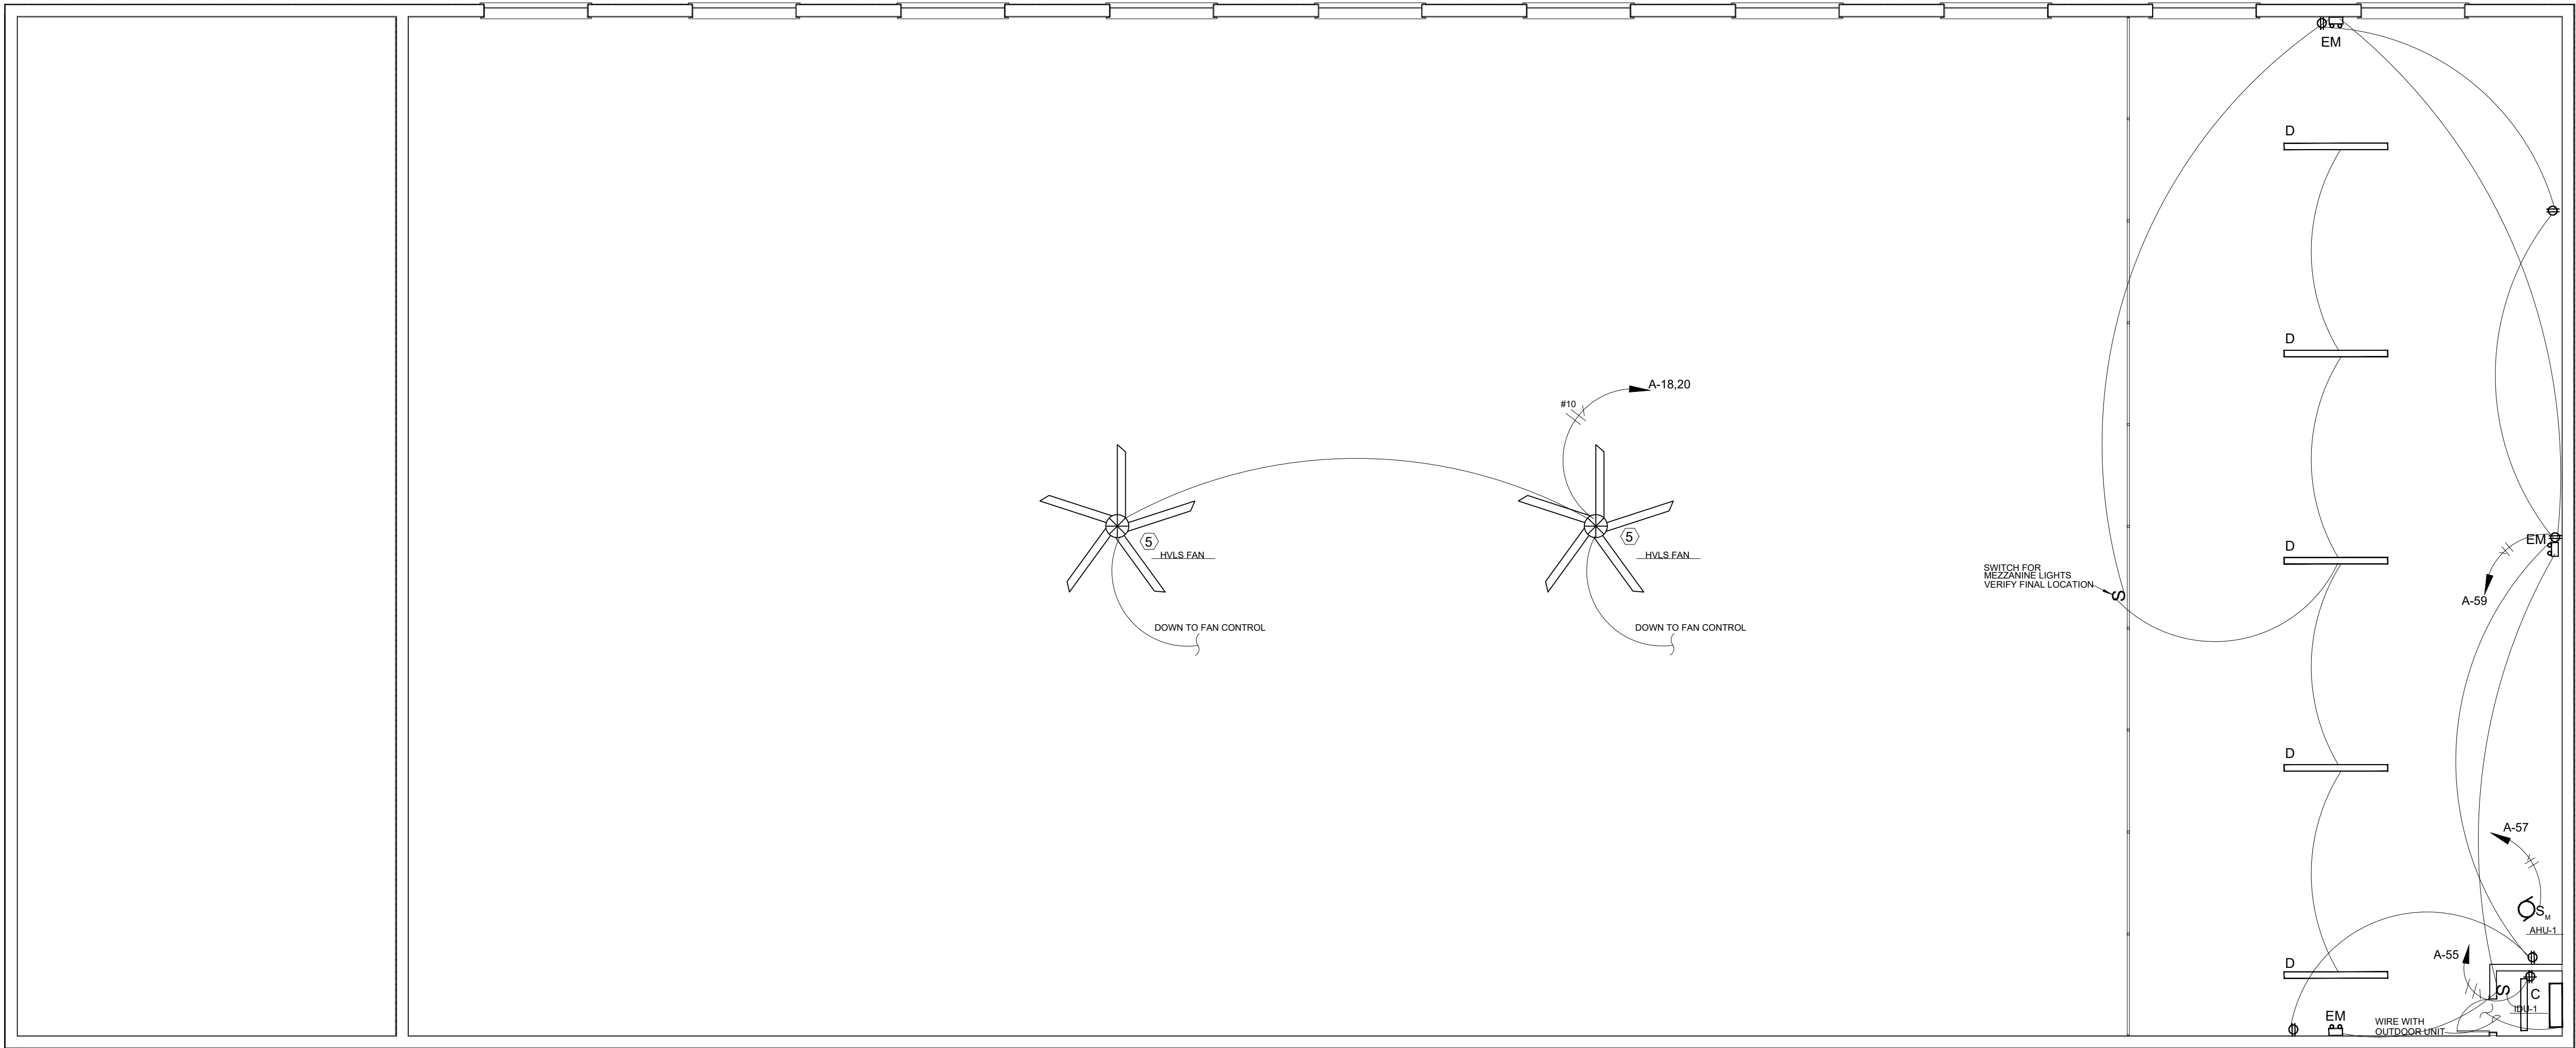 EM
D
D
A-18,20
#10
5
HVLS FAN
5
HVLS FAN
EM
D
SWITCH FOR
MEZZANINE LIGHTS
VERIFY FINAL LOCATION
S
A-59
DOWN TO FAN CONTROL
DOWN TO FAN CONTROL
D
A-57
S M
AHU-1
A-55
D
S
C
IDU-1
EM
WIRE WITH
OUTDOOR UNIT